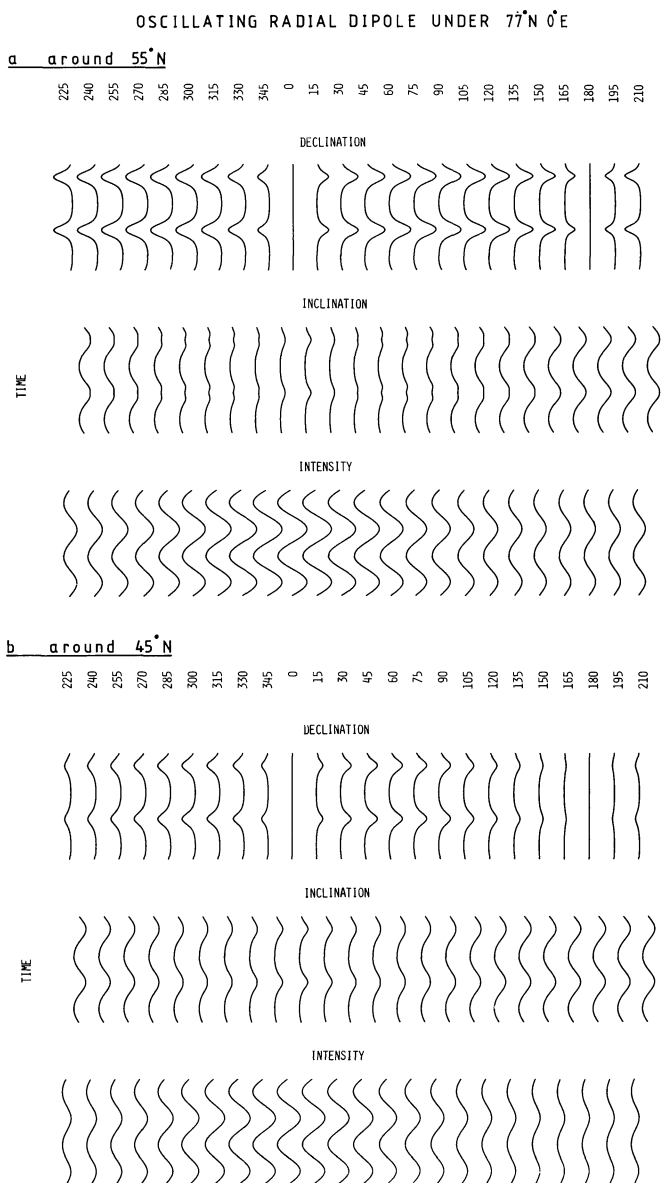 OSCILLATING RADIAL DIPOLE UNDER 77°N 0°E
a around 55°N
225 240 255 270 285 300 315 330 345 0 15 30 45 60 75 90 105 120 135 150 165 180 195 210
DECLINATION
INCLINATION
TIME
INTENSITY
b around 45°N
225 240 255 270 285 300 315 330 345 0 15 30 45 60 75 90 105 120 135 150 165 180 195 210
DECLINATION
INCLINATION
TIME
INTENSITY